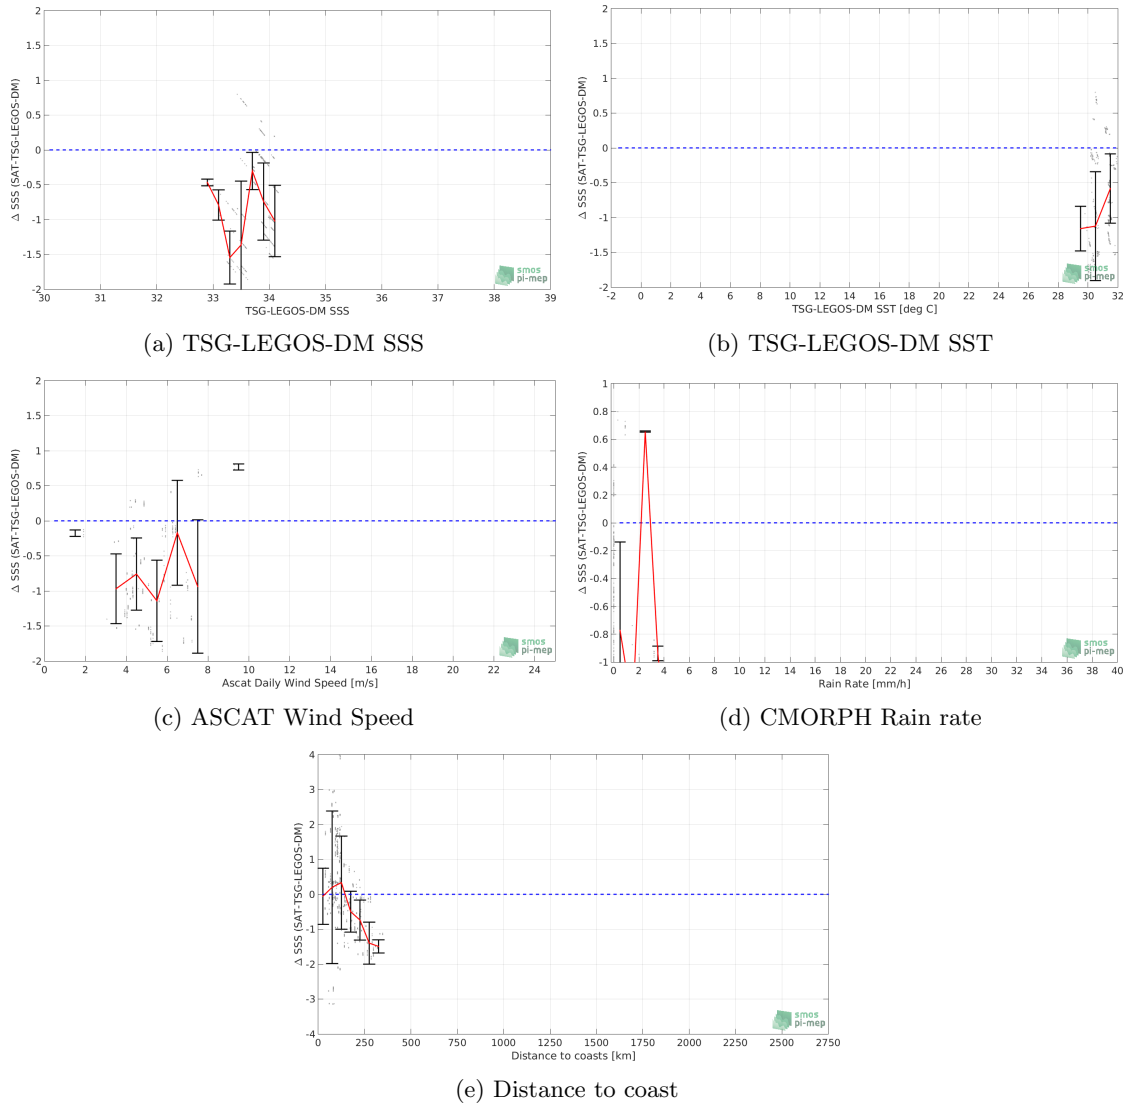 2
1.5
1
0.5
0
-0.5
-1
-1.5
-2
Δ SSS (SAT-TSG-LEGOS-DM)
30 31 32 33 34 35 36 37 38 39
TSG-LEGOS-DM SSS
smos
pi-mep
(a) TSG-LEGOS-DM SSS
2
1.5
1
0.5
0
-0.5
-1
-1.5
-2
Δ SSS (SAT-TSG-LEGOS-DM)
-2 0 2 4 6 8 10 12 14 16 18 20 22 24 26 28 30 32
TSG-LEGOS-DM SST [deg C]
smos
pi-mep
(b) TSG-LEGOS-DM SST
2
1.5
1
0.5
0
-0.5
-1
-1.5
-2
Δ SSS (SAT-TSG-LEGOS-DM)
0 2 4 6 8 10 12 14 16 18 20 22 24
Ascat Daily Wind Speed [m/s]
smos
pi-mep
(c) ASCAT Wind Speed
1
0.8
0.6
0.4
0.2
0
-0.2
-0.4
-0.6
-0.8
-1
Δ SSS (SAT-TSG-LEGOS-DM)
0 2 4 6 8 10 12 14 16 18 20 22 24 26 28 30 32 34 36 38 40
Rain Rate [mm/h]
smos
pi-mep
(d) CMORPH Rain rate
4
3
2
1
0
-1
-2
-3
-4
Δ SSS (SAT-TSG-LEGOS-DM)
0 250 500 750 1000 1250 1500 1750 2000 2250 2500 2750
Distance to coasts [km]
smos
pi-mep
(e) Distance to coast